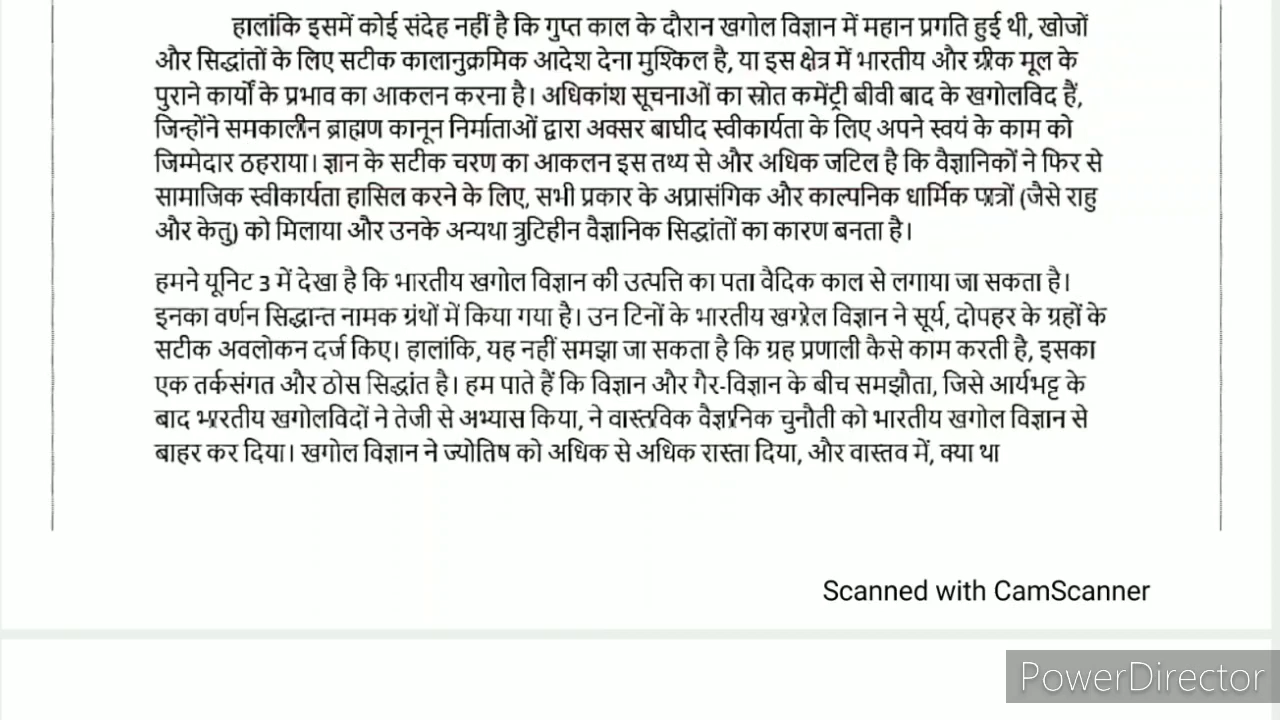 हालांकि इसमें कोई संदेह नहीं है कि गुप्त काल के दौरान खगोल विज्ञान में महान प्रगति हुई थी, खोजों
और सिद्धांतों के लिए सटीक कालानुक्रमिक आदेश देना मुश्किल है, या इस क्षेत्र में भारतीय और ग्रीक मूल के
पुराने कार्यों के प्रभाव का आकलन करना है। अधिकांश सूचनाओं का स्रोत कमेंट्री बीवी बाद के खगोलविद हैं,
जिन्होंने समकालीन ब्राह्मण कानून निर्माताओं द्वारा अक्सर बाघीद स्वीकार्यता के लिए अपने स्वयं के काम को
जिम्मेदार ठहराया। ज्ञान के सटीक चरण का आकलन इस तथ्य से और अधिक जटिल है कि वैज्ञानिकों ने फिर से
सामाजिक स्वीकार्यता हासिल करने के लिए, सभी प्रकार के अप्रासंगिक और काल्पनिक धार्मिक पात्रों (जैसे राहु
और केतु) को मिलाया और उनके अन्यथा त्रुटिहीन वैज्ञानिक सिद्धांतों का कारण बनता है।
हमने यूनिट 3 में देखा है कि भारतीय खगोल विज्ञान की उत्पत्ति का पता वैदिक काल से लगाया जा सकता है।
इनका वर्णन सिद्धान्त नामक ग्रंथों में किया गया है। उन टिनों के भारतीय खगोल विज्ञान ने सूर्य, दोपहर के ग्रहों के
सटीक अवलोकन दर्ज किए। हालांकि, यह नहीं समझा जा सकता है कि ग्रह प्रणाली कैसे काम करती है, इसका
एक तर्कसंगत और ठोस सिद्धांत है। हम पाते हैं कि विज्ञान और गैर-विज्ञान के बीच समझौता, जिसे आर्यभट्ट के
बाद भारतीय खगोलविदों ने तेजी से अभ्यास किया, ने वास्तविक वैज्ञानिक चुनौती को भारतीय खगोल विज्ञान से
बाहर कर दिया। खगोल विज्ञान ने ज्योतिष को अधिक से अधिक रास्ता दिया, और वास्तव में, क्या था
Scanned with CamScanner
PowerDirector